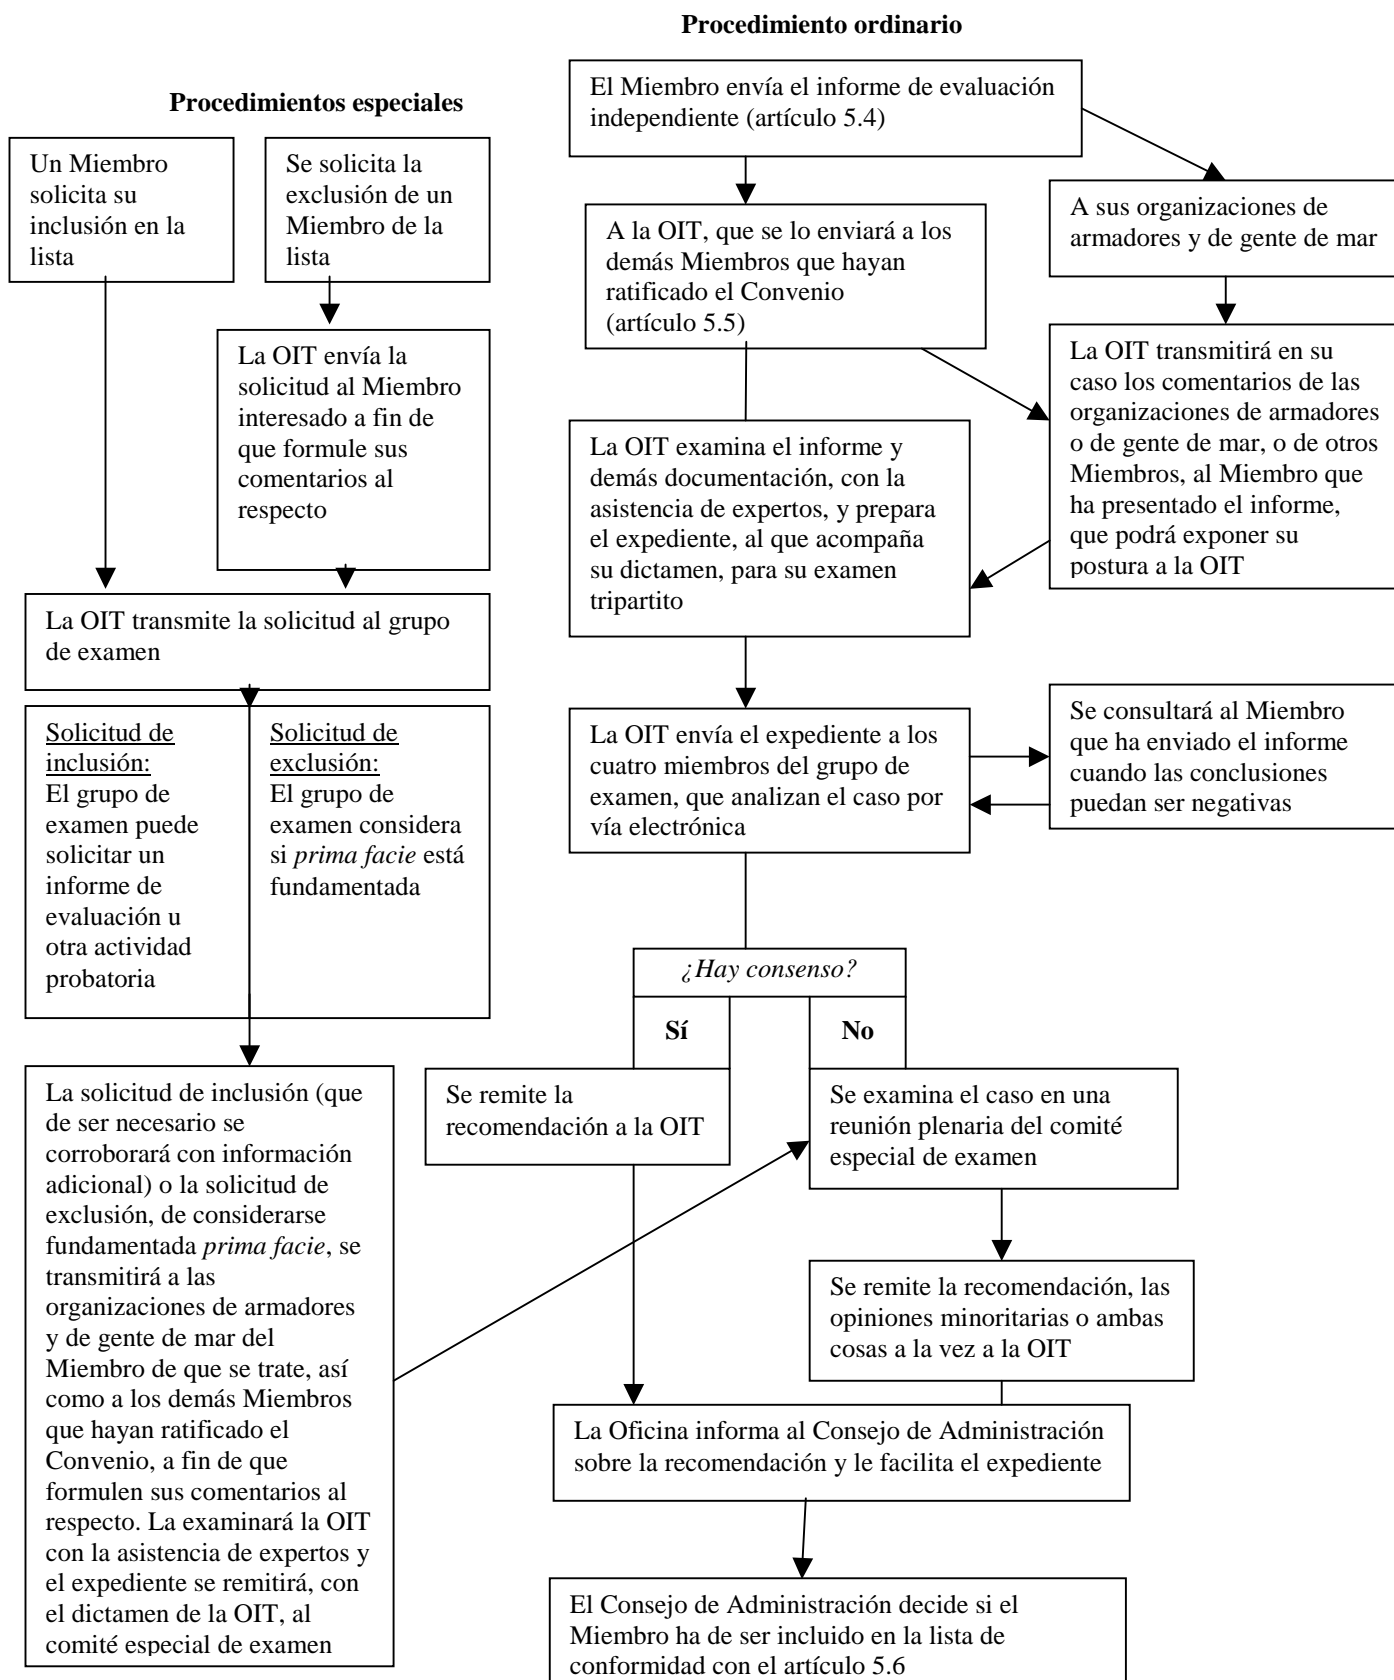 Procedimiento ordinario
Procedimientos especiales
El Miembro envía el informe de evaluación
independiente (artículo 5.4)
Un Miembro
solicita su
inclusión en la
lista
Se solicita la
exclusión de un
Miembro de la
lista
A la OIT, que se lo enviará a los
demás Miembros que hayan
ratificado el Convenio
(artículo 5.5)
A sus organizaciones de
armadores y de gente de mar
La OIT envía la
solicitud al Miembro
interesado a fin de
que formule sus
comentarios al
respecto
La OIT transmitirá en su
caso los comentarios de las
organizaciones de armadores
o de gente de mar, o de otros
Miembros, al Miembro que
ha presentado el informe,
que podrá exponer su
postura a la OIT
La OIT examina el informe y
demás documentación, con la
asistencia de expertos, y prepara
el expediente, al que acompaña
su dictamen, para su examen
tripartito
La OIT transmite la solicitud al grupo
de examen
Solicitud de
inclusión:
El grupo de
examen puede
solicitar un
informe de
evaluación u
otra actividad
probatoria
Solicitud de
exclusión:
El grupo de
examen considera
si prima facie está
fundamentada
La OIT envía el expediente a los
cuatro miembros del grupo de
examen, que analizan el caso por
vía electrónica
Se consultará al Miembro
que ha enviado el informe
cuando las conclusiones
puedan ser negativas
¿Hay consenso?
Sí
No
La solicitud de inclusión (que
de ser necesario se
corroborará con información
adicional) o la solicitud de
exclusión, de considerarse
fundamentada prima facie, se
transmitirá a las
organizaciones de armadores
y de gente de mar del
Miembro de que se trate, así
como a los demás Miembros
que hayan ratificado el
Convenio, a fin de que
formulen sus comentarios al
respecto. La examinará la OIT
con la asistencia de expertos y
el expediente se remitirá, con
el dictamen de la OIT, al
comité especial de examen
Se remite la
recomendación a la OIT
Se examina el caso en una
reunión plenaria del comité
especial de examen
Se remite la recomendación, las
opiniones minoritarias o ambas
cosas a la vez a la OIT
La Oficina informa al Consejo de Administración
sobre la recomendación y le facilita el expediente
El Consejo de Administración decide si el
Miembro ha de ser incluido en la lista de
conformidad con el artículo 5.6